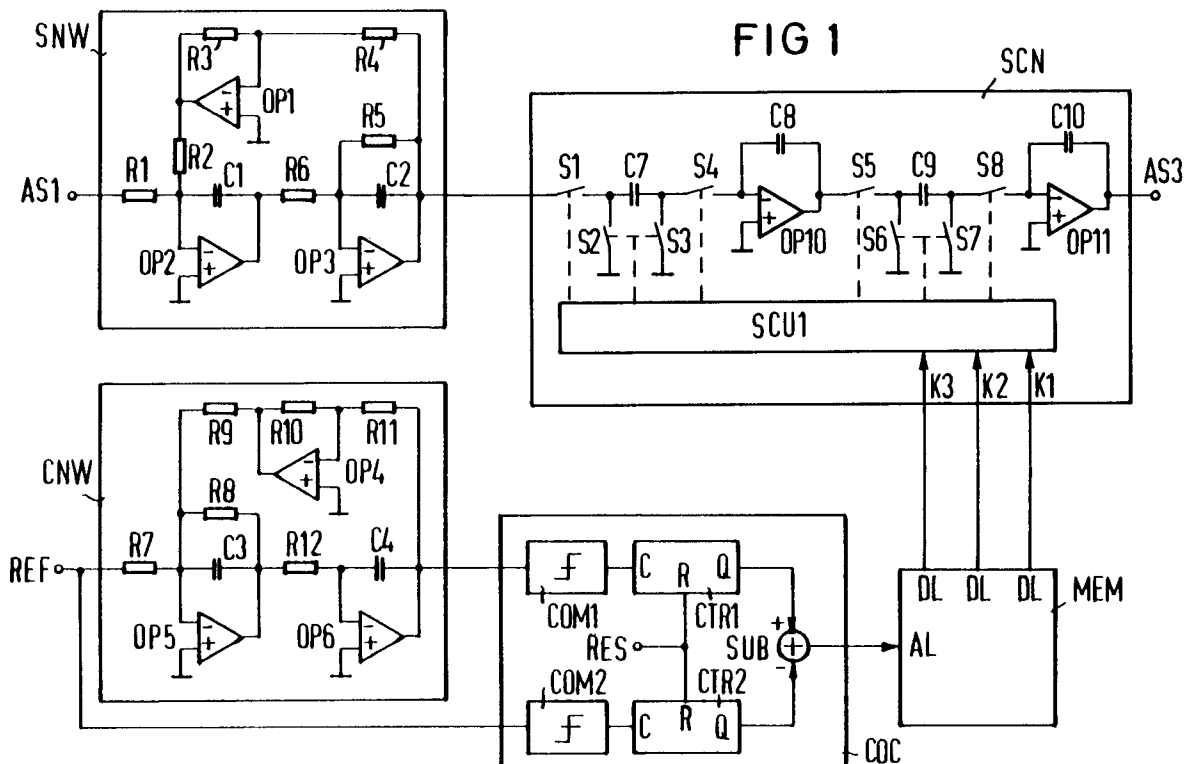 FIG 1
SNW
R3
R4
OP1
R5
R2
R1
C1
R6
C2
AS1
OP2
OP3
SCN
C8
C10
S1
C7
S4
S5
C9
S8
AS3
S2
S3
OP10
S6
S7
OP11
SCU1
K3
K2
K1
CNW
R9
R10
R11
OP4
R8
R7
C3
R12
C4
REF
OP5
OP6
C
R
Q
COM1
CTR1
RES
SUB
+
-
COM2
CTR2
C
R
Q
COC
DL
DL
DL
MEM
AL